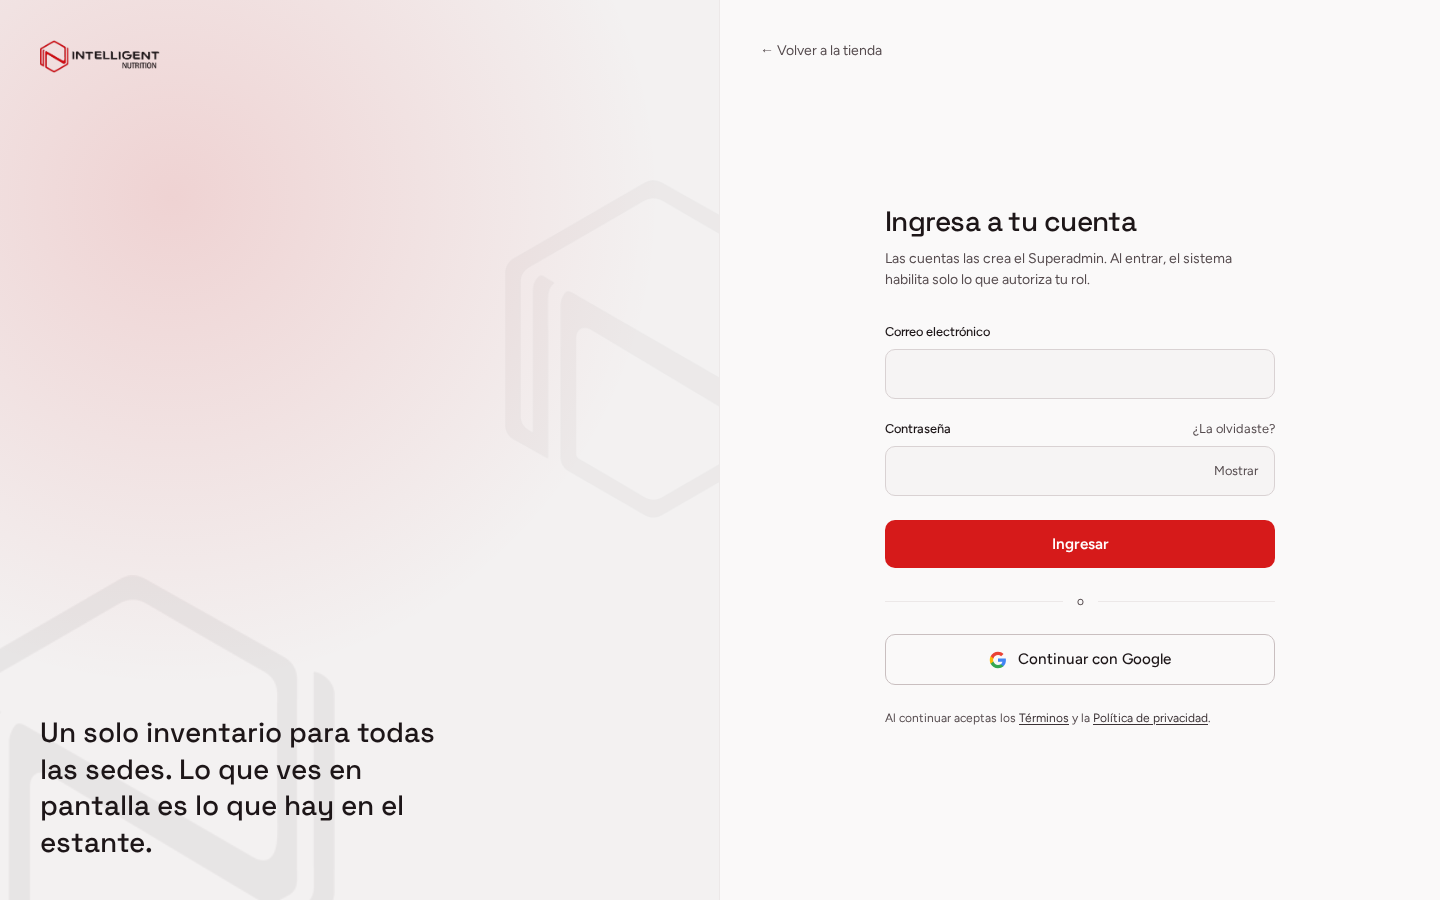 INTELLIGENT
NUTRITION
← Volver a la tienda
Ingresa a tu cuenta
Las cuentas las crea el Superadmin. Al entrar, el sistema
habilita solo lo que autoriza tu rol.
Correo electrónico
Contraseña ¿La olvidaste?
Mostrar
Ingresar
o
Continuar con Google
Al continuar aceptas los Términos y la Política de privacidad.
Un solo inventario para todas
las sedes. Lo que ves en
pantalla es lo que hay en el
estante.